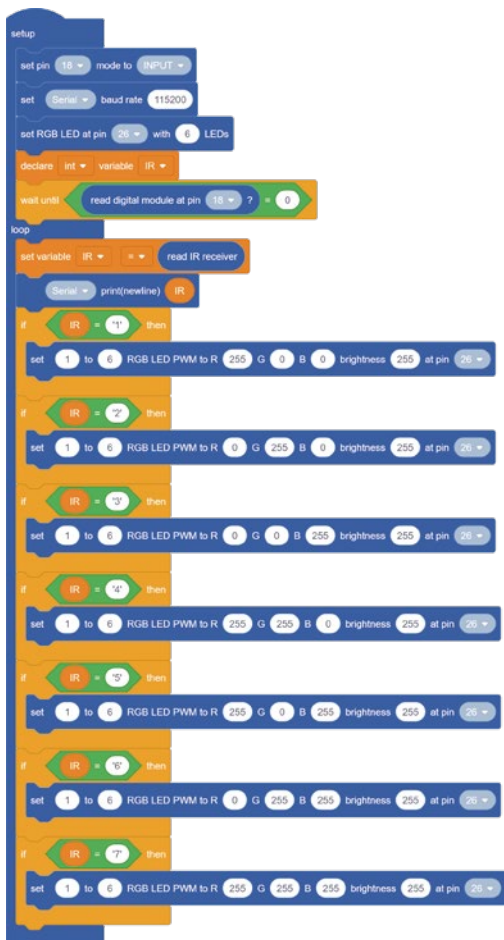 setup
set pin 18 mode to INPUT
set Serial baud rate 115200
set RGB LED at pin 26 with 6 LEDs
declare int variable IR
wait until read digital module at pin 18 ? = 0
loop
set variable IR = read IR receiver
Serial print(newline) IR
if IR = '1' then
set 1 to 6 RGB LED PWM to R 255 G 0 B 0 brightness 255 at pin 26
if IR = '2' then
set 1 to 6 RGB LED PWM to R 0 G 255 B 0 brightness 255 at pin 26
if IR = '3' then
set 1 to 6 RGB LED PWM to R 0 G 0 B 255 brightness 255 at pin 26
if IR = '4' then
set 1 to 6 RGB LED PWM to R 255 G 255 B 0 brightness 255 at pin 26
if IR = '5' then
set 1 to 6 RGB LED PWM to R 255 G 0 B 255 brightness 255 at pin 26
if IR = '6' then
set 1 to 6 RGB LED PWM to R 0 G 255 B 255 brightness 255 at pin 26
if IR = '7' then
set 1 to 6 RGB LED PWM to R 255 G 255 B 255 brightness 255 at pin 26